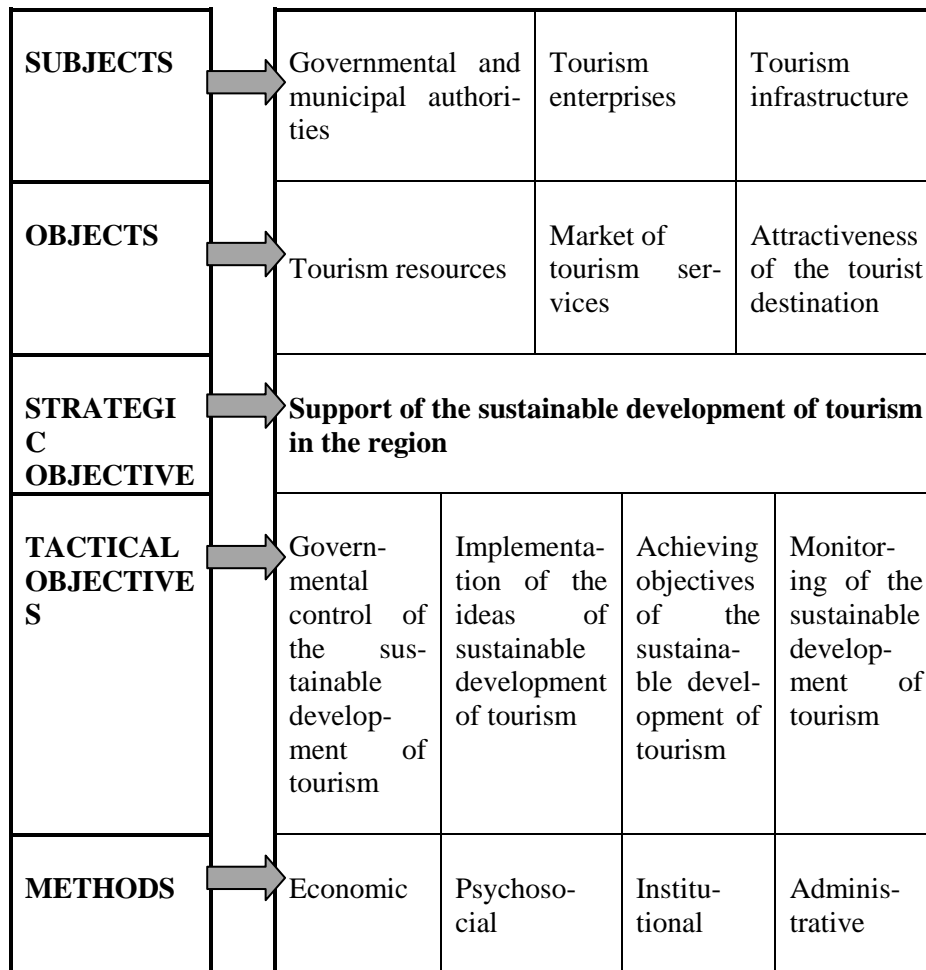 SUBJECTS
Governmental and
municipal authori-
ties
Tourism
enterprises
Tourism
infrastructure
OBJECTS
Tourism resources
Market of
tourism ser-
vices
Attractiveness
of the tourist
destination
STRATEGI
C
OBJECTIVE
Support of the sustainable development of tourism
in the region
TACTICAL
OBJECTIVE
S
Govern-
mental
control of
the sus-
tainable
develop-
ment of
tourism
Implementa-
tion of the
ideas of
sustainable
development
of tourism
Achieving
objectives
of the
sustaina-
ble devel-
opment of
tourism
Monitor-
ing of the
sustainable
develop-
ment of
tourism
METHODS
Economic
Psychoso-
cial
Institu-
tional
Adminis-
trative